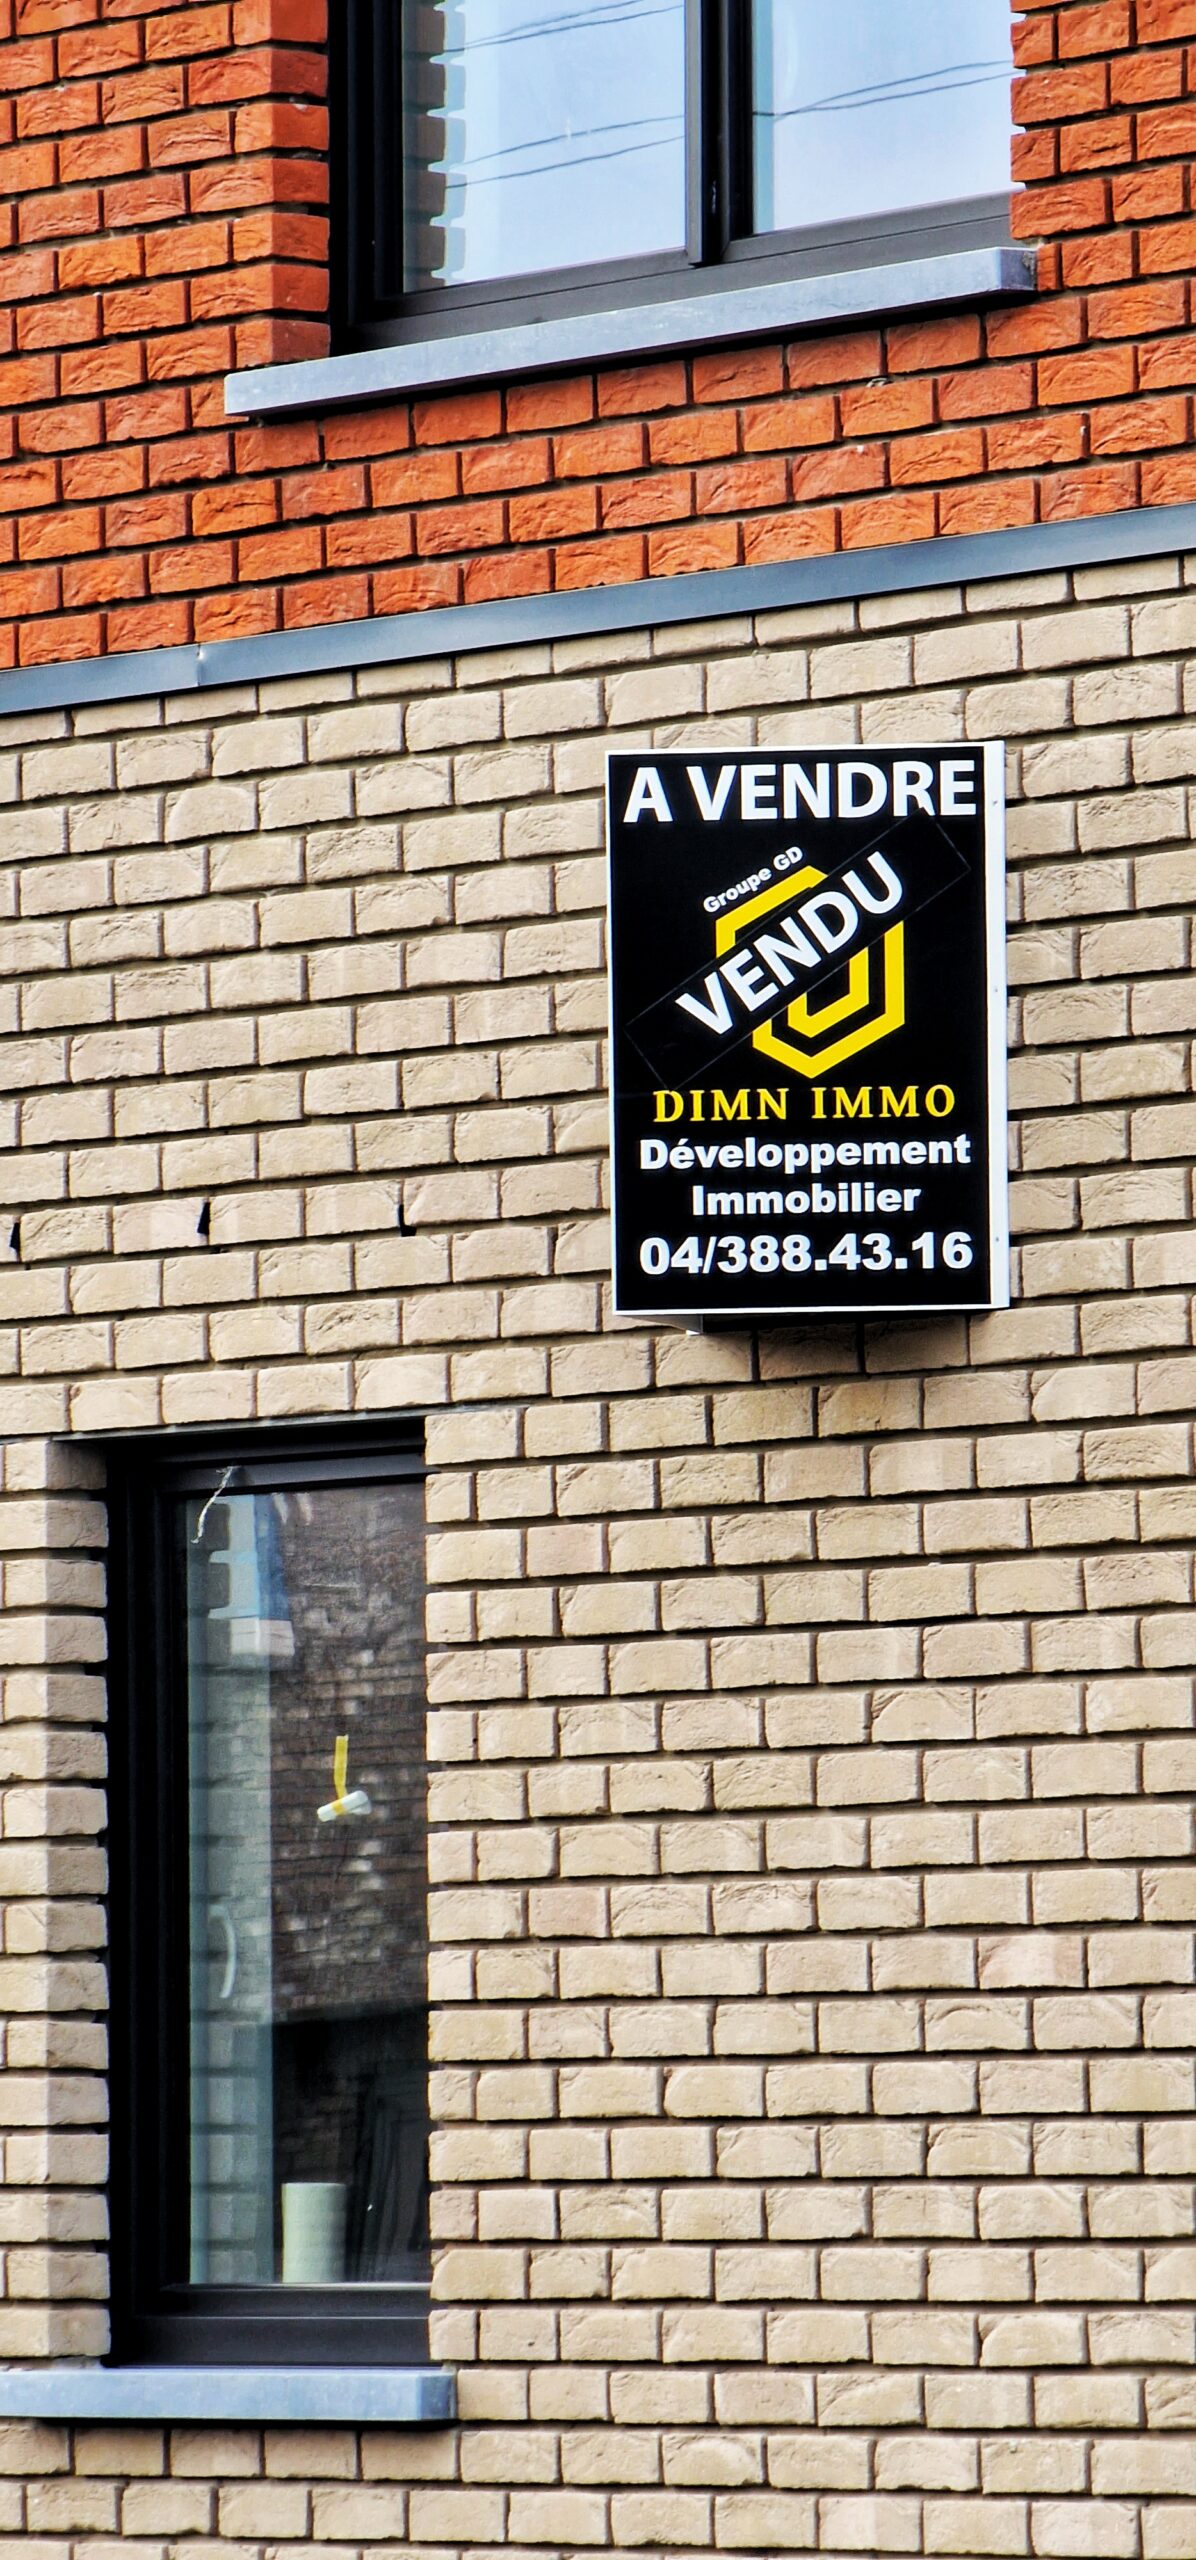 A VENDRE
Groupe GD
VENDU
DIMN IMMO
Développement
Immobilier
04/388.43.16